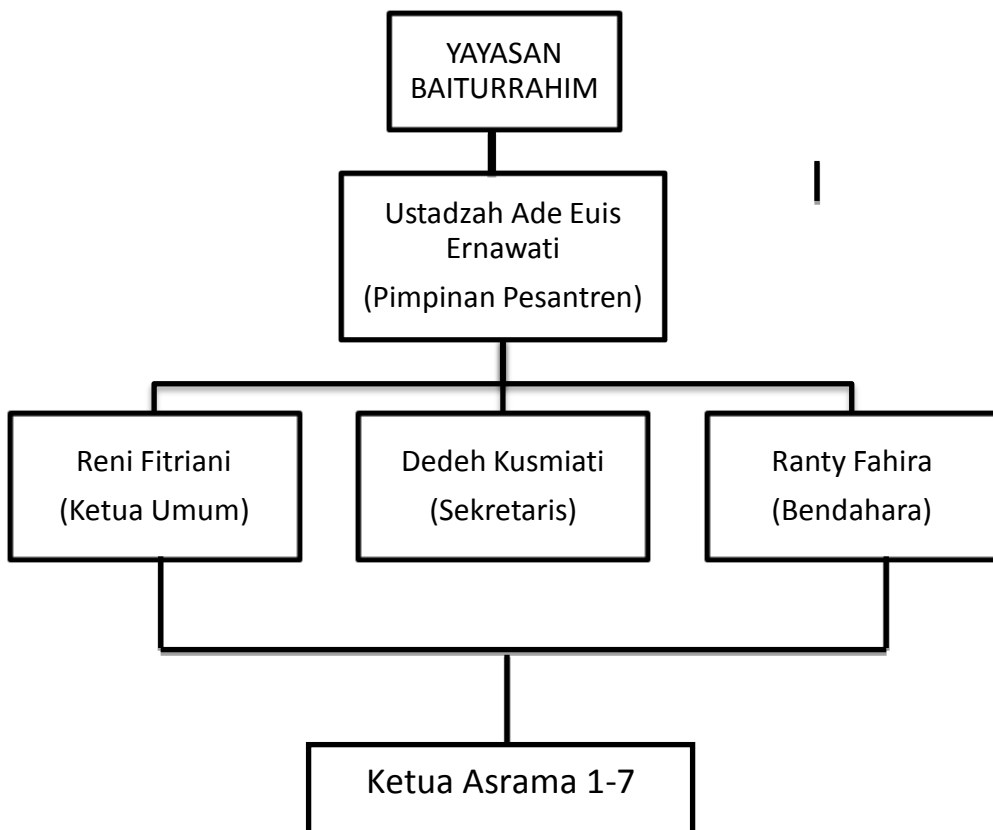 YAYASAN
BAITURRAHIM
Ustadzah Ade Euis
Ernawati
(Pimpinan Pesantren)
Reni Fitriani
(Ketua Umum)
Dedeh Kusmiati
(Sekretaris)
Ranty Fahira
(Bendahara)
Ketua Asrama 1-7